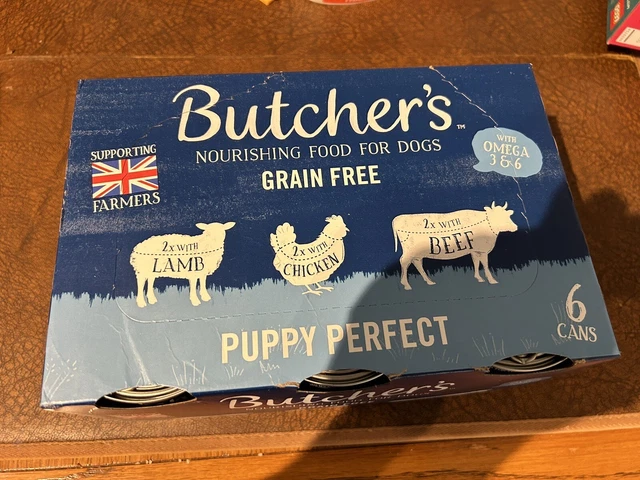 Butcher's™
NOURISHING FOOD FOR DOGS
GRAIN FREE
SUPPORTING
FARMERS
WITH
OMEGA
3 & 6
2x WITH
LAMB
2x WITH
CHICKEN
2x WITH
BEEF
6
CANS
PUPPY PERFECT
Butcher's